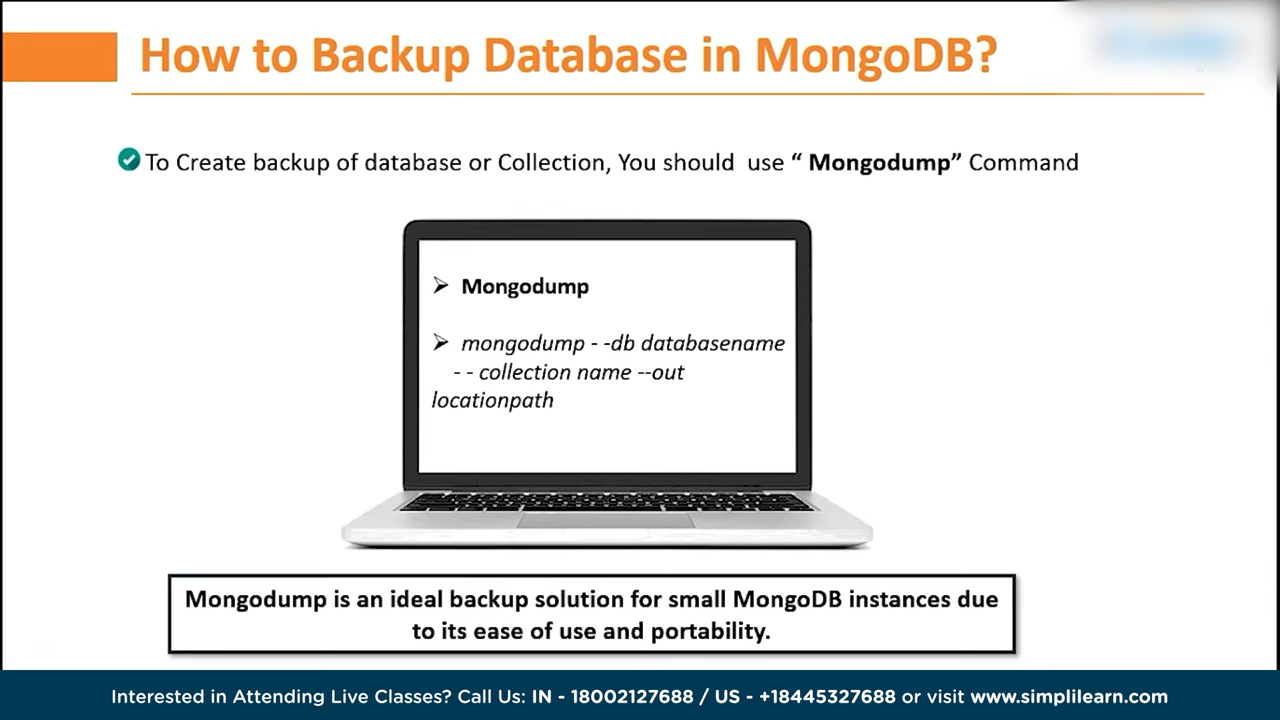 How to Backup Database in MongoDB?
To Create backup of database or Collection, You should use “ Mongodump” Command
Mongodump
mongodump - -db databasename
- - collection name --out
locationpath
Mongodump is an ideal backup solution for small MongoDB instances due
to its ease of use and portability.
Interested in Attending Live Classes? Call Us: IN - 18002127688 / US - +18445327688 or visit www.simplilearn.com